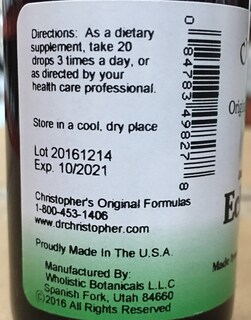 Directions: As a dietary
supplement, take 20
drops 3 times a day, or
as directed by your
health care professional.
Store in a cool, dry place
Lot 20161214
Exp. 10/2021
Christopher's Original Formulas
1-800-453-1406
www.drchristopher.com
Proudly Made In The U.S.A.
Manufactured By:
Wholistic Botanicals L.L.C
Spanish Fork, Utah 84660
©2016 All Rights Reserved
0 84783 49827 8
Made